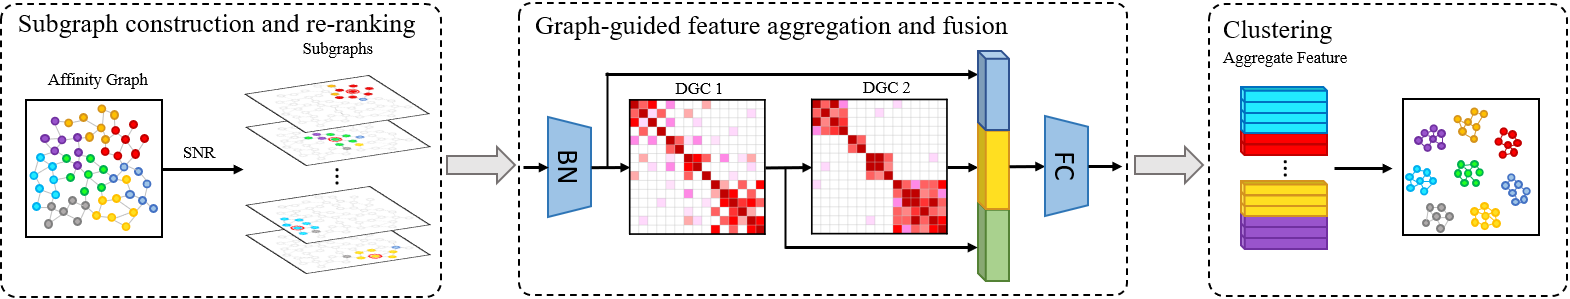 Subgraph construction and re-ranking
Subgraphs
Affinity Graph
SNR
Graph-guided feature aggregation and fusion
BN
DGC 1
DGC 2
FC
Clustering
Aggregate Feature